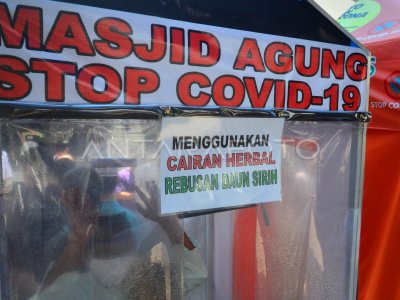 MASJID AGUNG
STOP COVID-19
MENGGUNAKAN
CAIRAN HERBAL
REBUSAN DAUN SIRIH